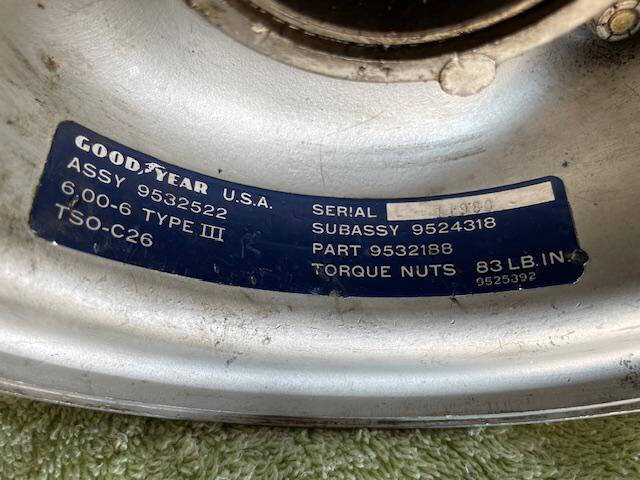 GOODYEAR U.S.A.
ASSY 9532522
6.00-6 TYPE III
TSO-C26
SERIAL
SUBASSY 9524318
PART 9532188
TORQUE NUTS 83 LB. IN.
9525392